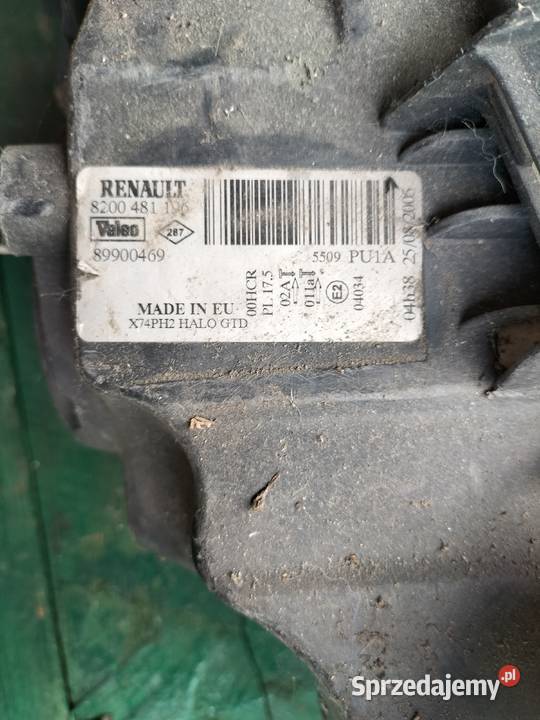 RENAULT
8200 481 196
Valeo 287
89900469
5509 PU1A
MADE IN EU
X74PH2 HALO GTD
00HCR
PL 17.5
02A
011a
E2
04034
04h38 25/08/2005
Sprzedajemy.pl